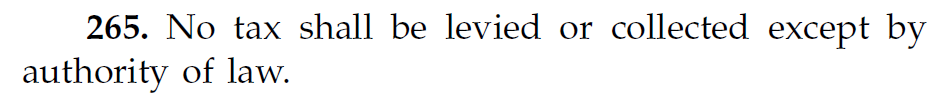 265. No tax shall be levied or collected except by
authority of law.